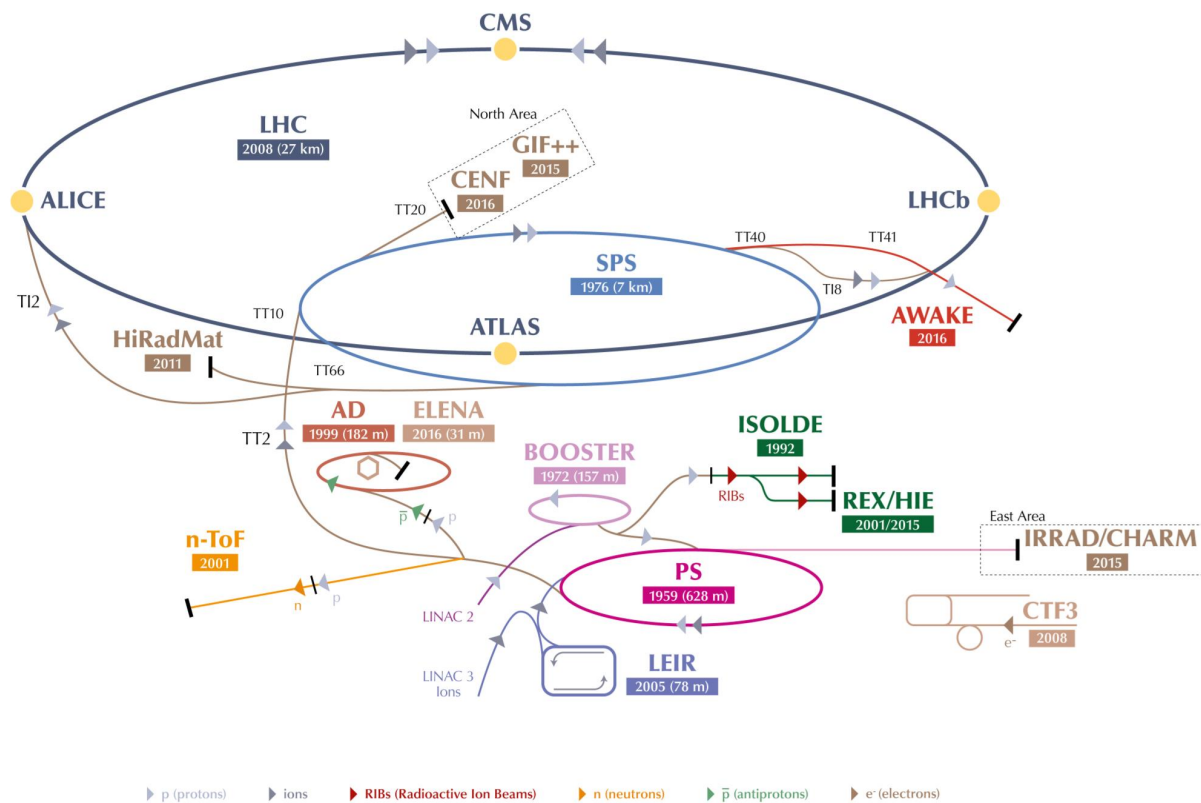 CMS
LHC
2008 (27 km)
North Area
GIF++
2015
CENF
2016
ALICE
LHCb
TT20
TT40
TT41
SPS
1976 (7 km)
TI2
TT10
TI8
ATLAS
AWAKE
2016
HiRadMat
2011
TT66
AD
1999 (182 m)
ELENA
2016 (31 m)
TT2
BOOSTER
1972 (157 m)
ISOLDE
1992
RIBs
REX/HIE
2001/2015
p̅
p
East Area
IRRAD/CHARM
2015
n-ToF
2001
n
p
PS
1959 (628 m)
LINAC 2
CTF3
2008
e-
LINAC 3
Ions
LEIR
2005 (78 m)
p (protons) ions RIBs (Radioactive Ion Beams) n (neutrons) p̅ (antiprotons) e- (electrons)